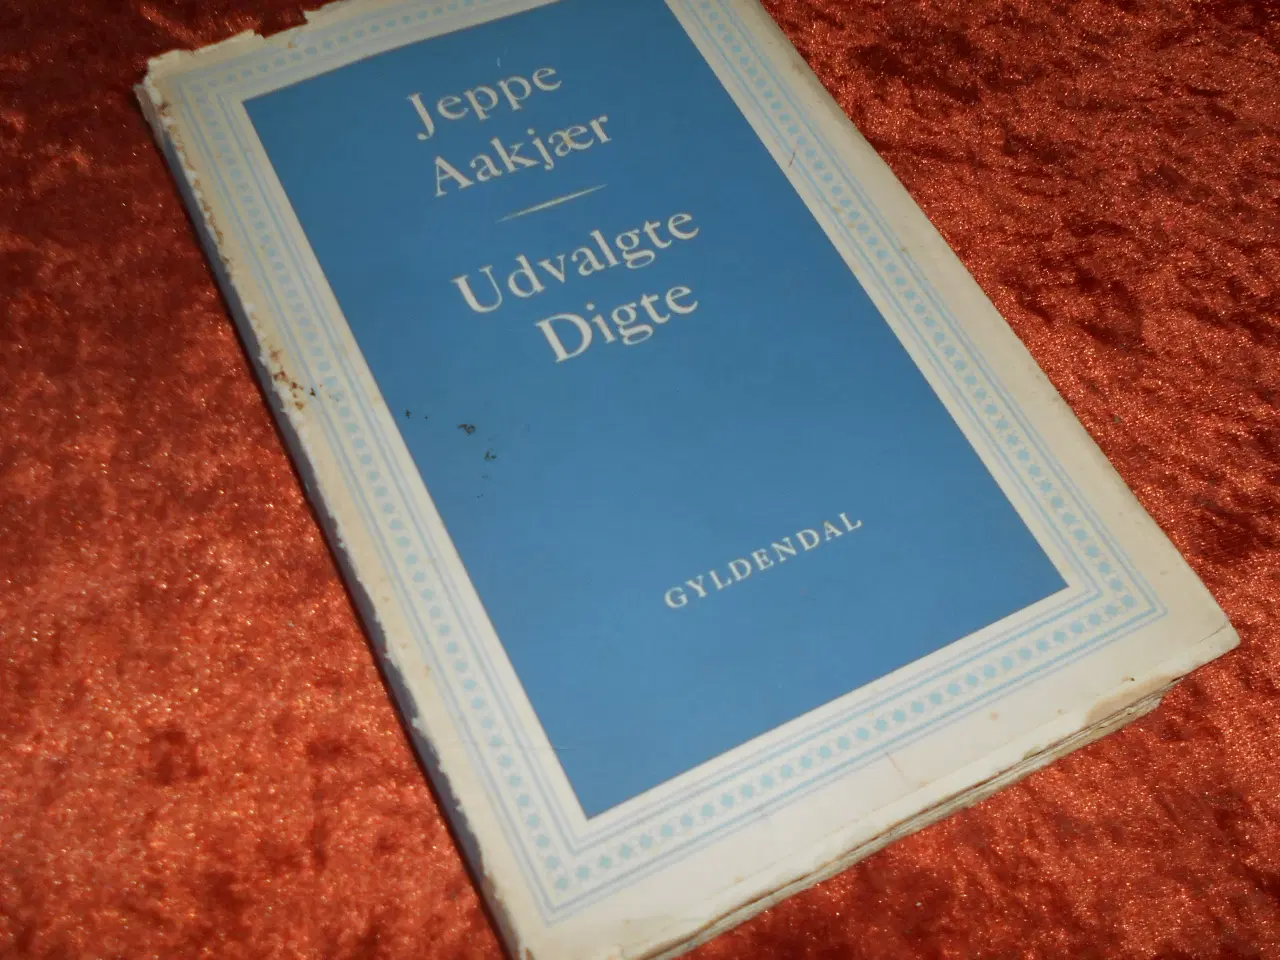 Jeppe
Aakjær
Udvalgte
Digte
GYLDENDAL